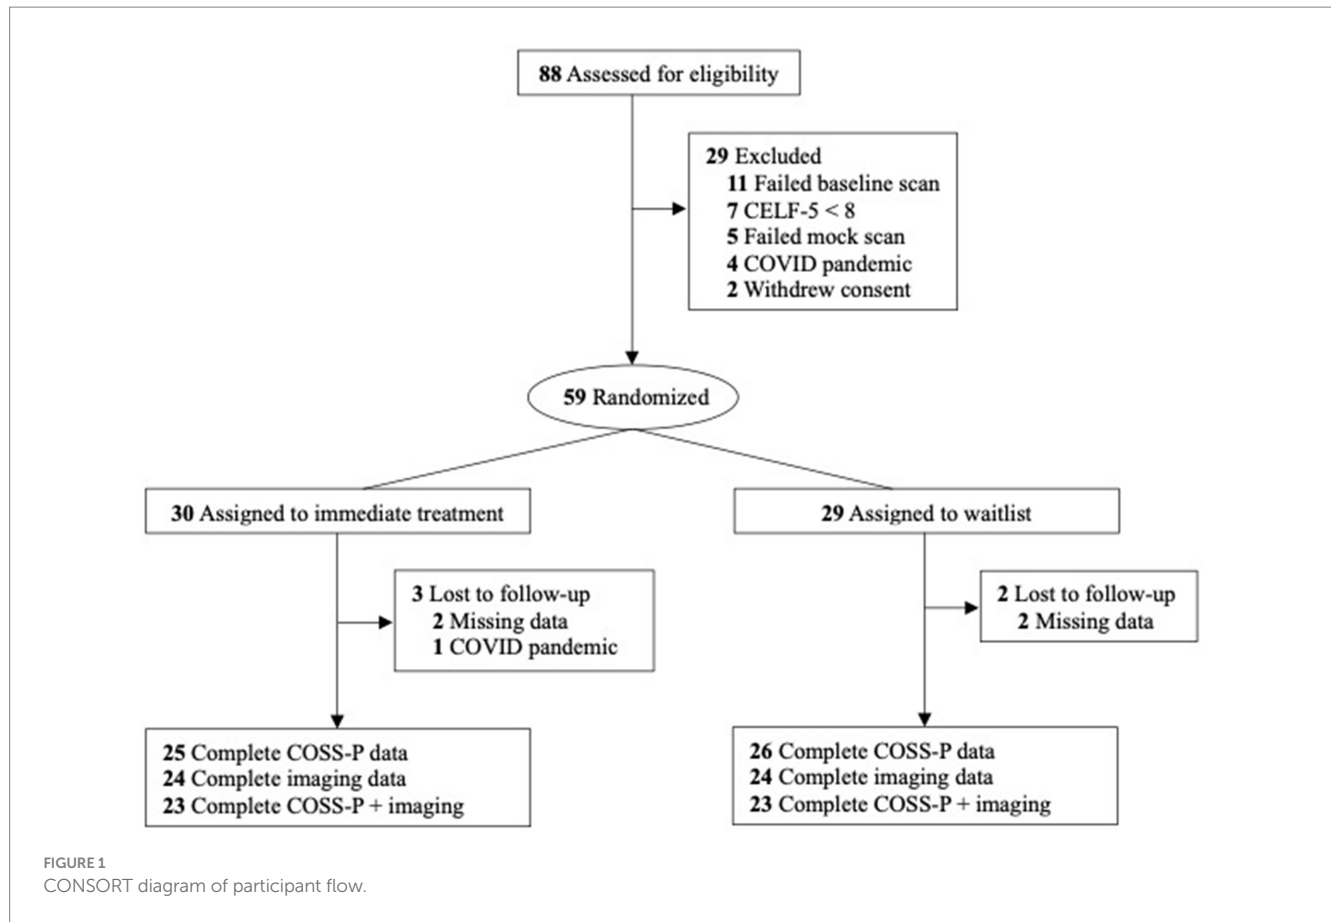 88 Assessed for eligibility
29 Excluded
11 Failed baseline scan
7 CELF-5 < 8
5 Failed mock scan
4 COVID pandemic
2 Withdrew consent
59 Randomized
30 Assigned to immediate treatment
29 Assigned to waitlist
3 Lost to follow-up
2 Missing data
1 COVID pandemic
2 Lost to follow-up
2 Missing data
25 Complete COSS-P data
24 Complete imaging data
23 Complete COSS-P + imaging
26 Complete COSS-P data
24 Complete imaging data
23 Complete COSS-P + imaging
FIGURE 1
CONSORT diagram of participant flow.